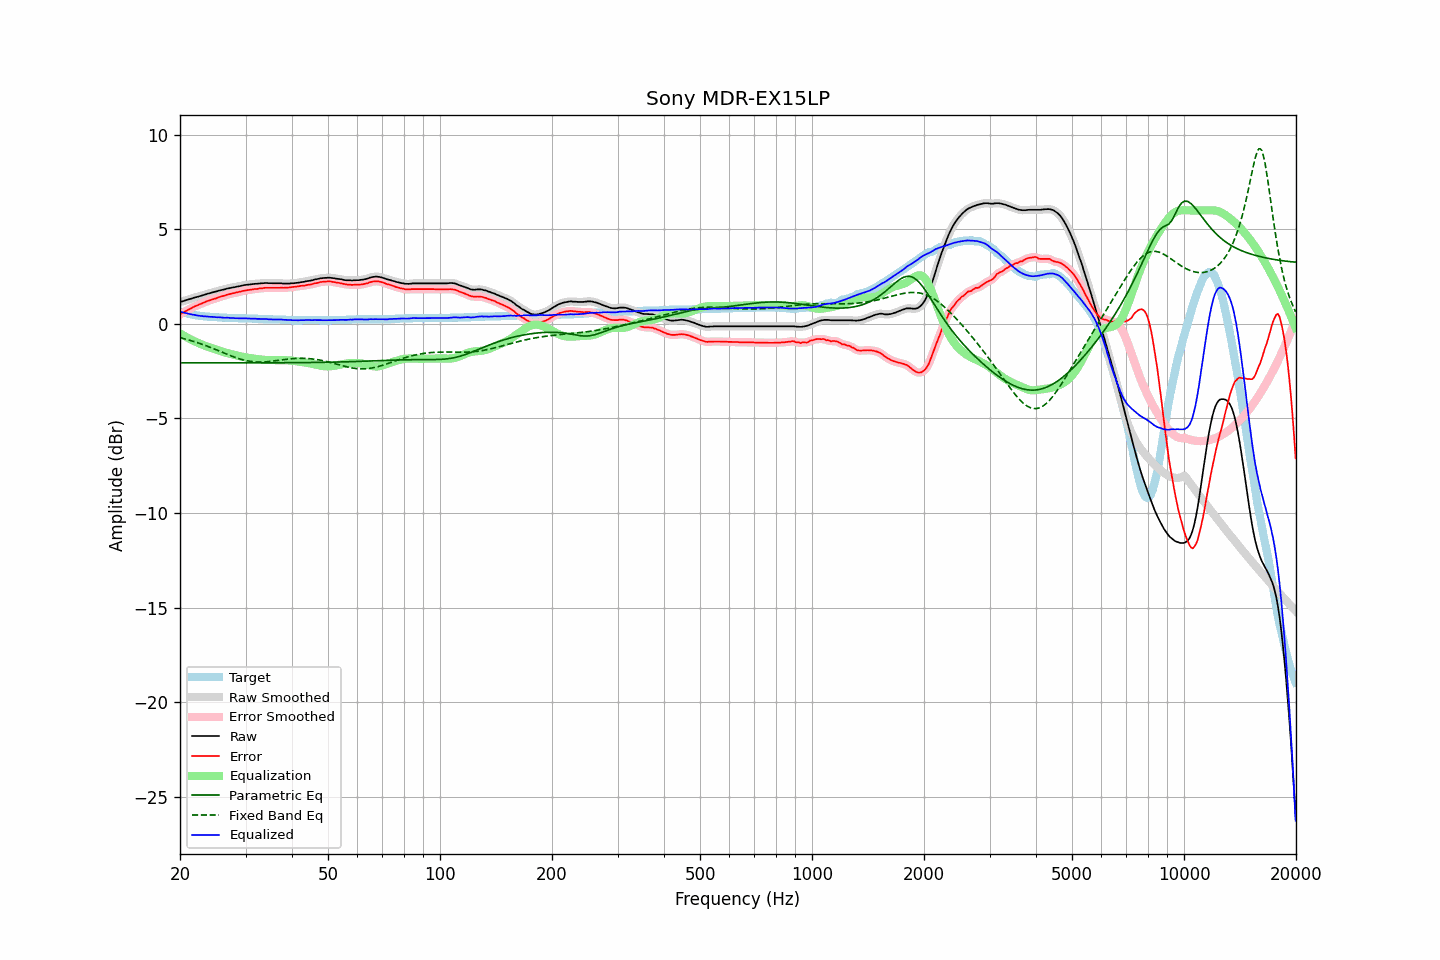 Sony MDR-EX15LP
10
5
0
−5
−10
−15
−20
−25
Amplitude (dBr)
Target
Raw Smoothed
Error Smoothed
Raw
Error
Equalization
Parametric Eq
Fixed Band Eq
Equalized
20 50 100 200 500 1000 2000 5000 10000 20000
Frequency (Hz)